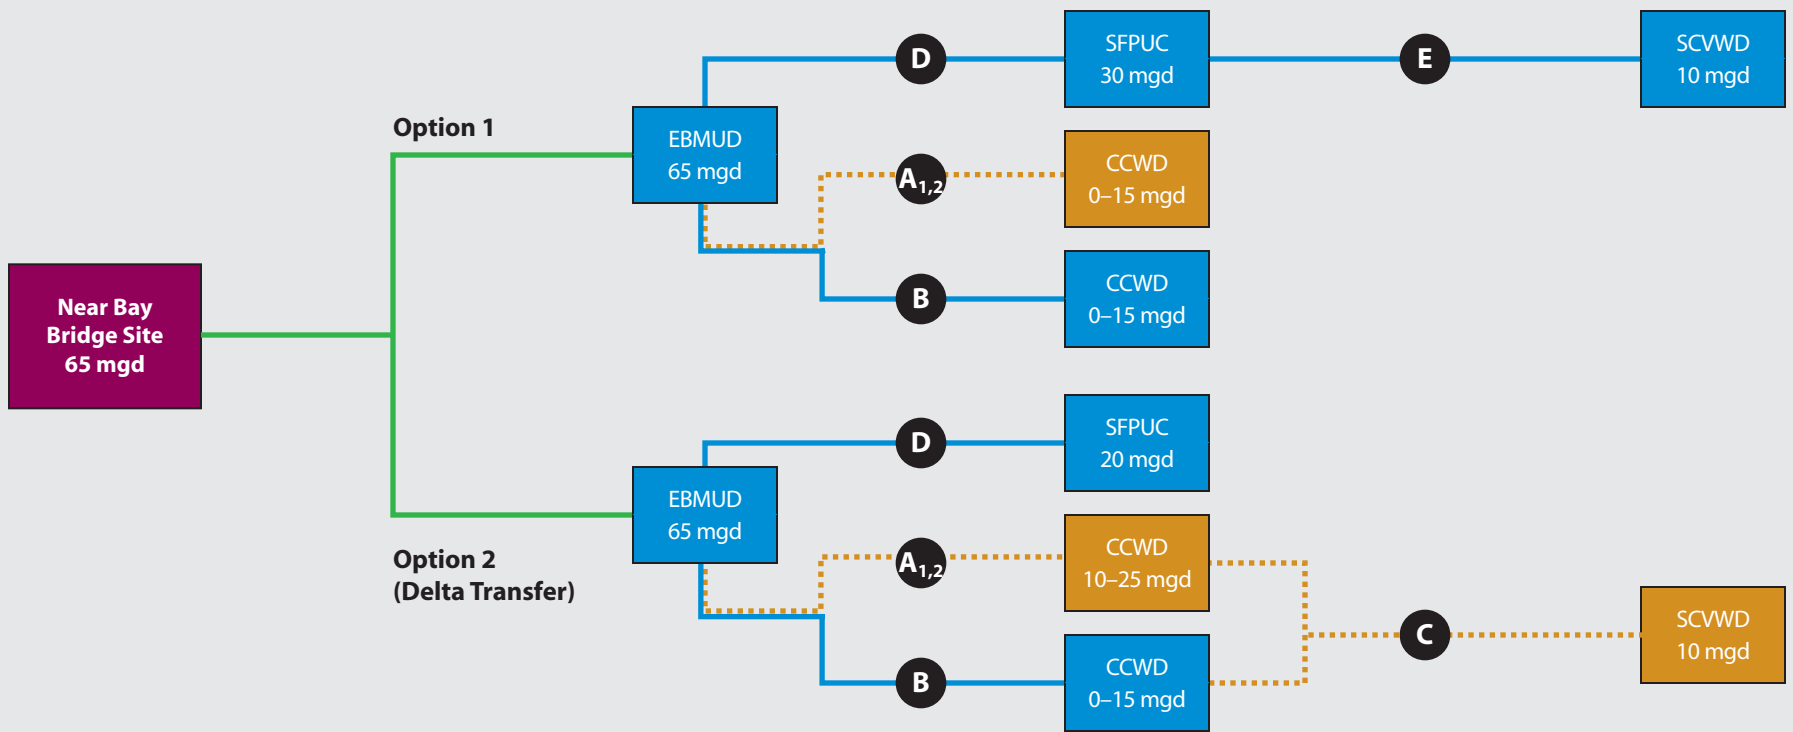 D
SFPUC
30 mgd
E
SCVWD
10 mgd
Option 1
EBMUD
65 mgd
A1,2
CCWD
0–15 mgd
B
CCWD
0–15 mgd
Near Bay
Bridge Site
65 mgd
D
SFPUC
20 mgd
Option 2
(Delta Transfer)
EBMUD
65 mgd
A1,2
CCWD
10–25 mgd
C
SCVWD
10 mgd
B
CCWD
0–15 mgd